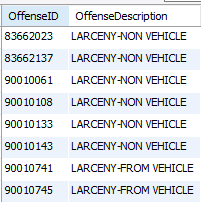 OffenseID OffenseDescription
83662023 LARCENY-NON VEHICLE
83662137 LARCENY-NON VEHICLE
90010061 LARCENY-NON VEHICLE
90010108 LARCENY-NON VEHICLE
90010133 LARCENY-NON VEHICLE
90010143 LARCENY-NON VEHICLE
90010741 LARCENY-FROM VEHICLE
90010745 LARCENY-FROM VEHICLE